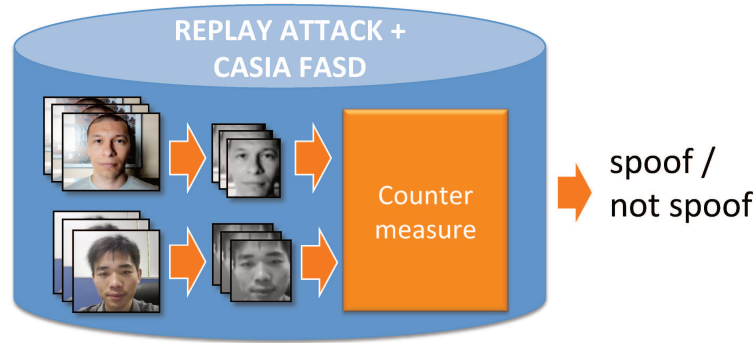 REPLAY ATTACK +
CASIA FASD
Counter
measure
spoof /
not spoof